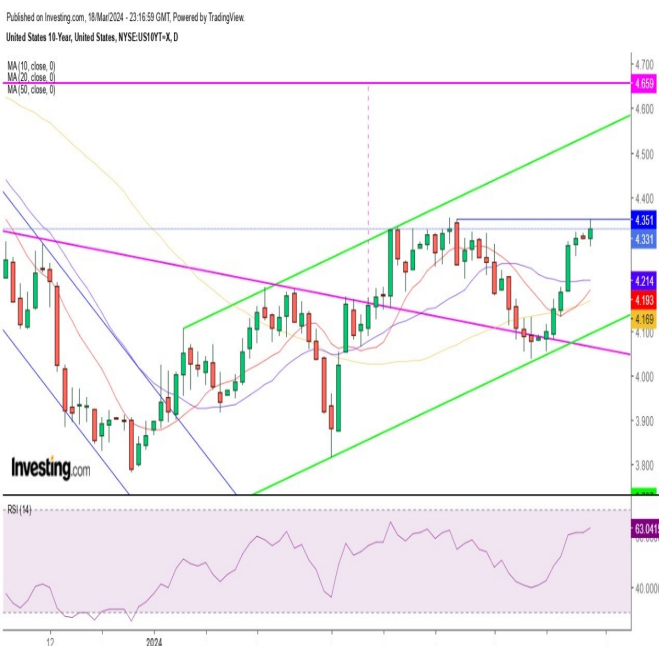 Published on Investing.com, 18/Mar/2024 - 23:16:59 GMT, Powered by TradingView.
United States 10-Year, United States, NYSE:US10YT=X, D
MA (10, close, 0)
MA (20, close, 0)
MA (50, close, 0)
4.700
4.659
4.600
4.500
4.400
4.351
4.331
4.214
4.193
4.169
4.100
4.000
3.900
3.800
Investing.com
RSI (14)
63.0415
40.0000
12
2024